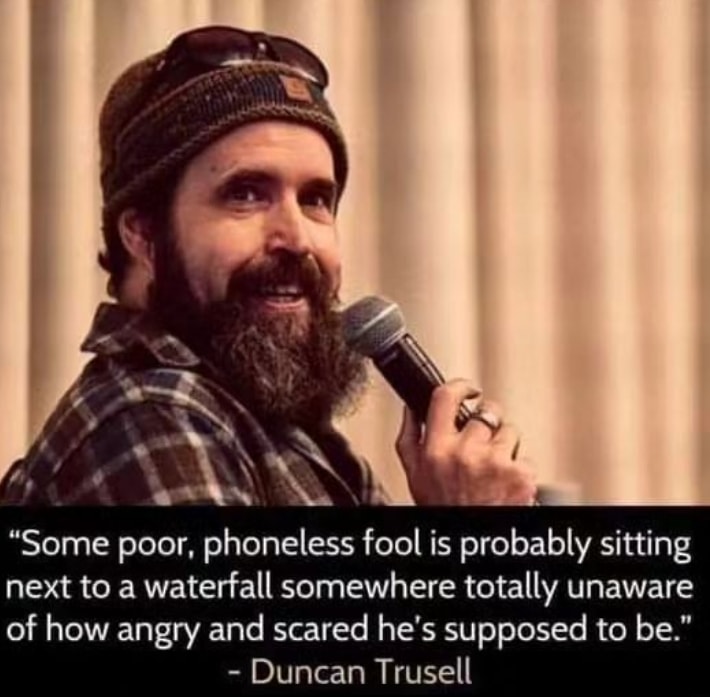 “Some poor, phoneless fool is probably sitting
next to a waterfall somewhere totally unaware
of how angry and scared he's supposed to be.”
- Duncan Trusell